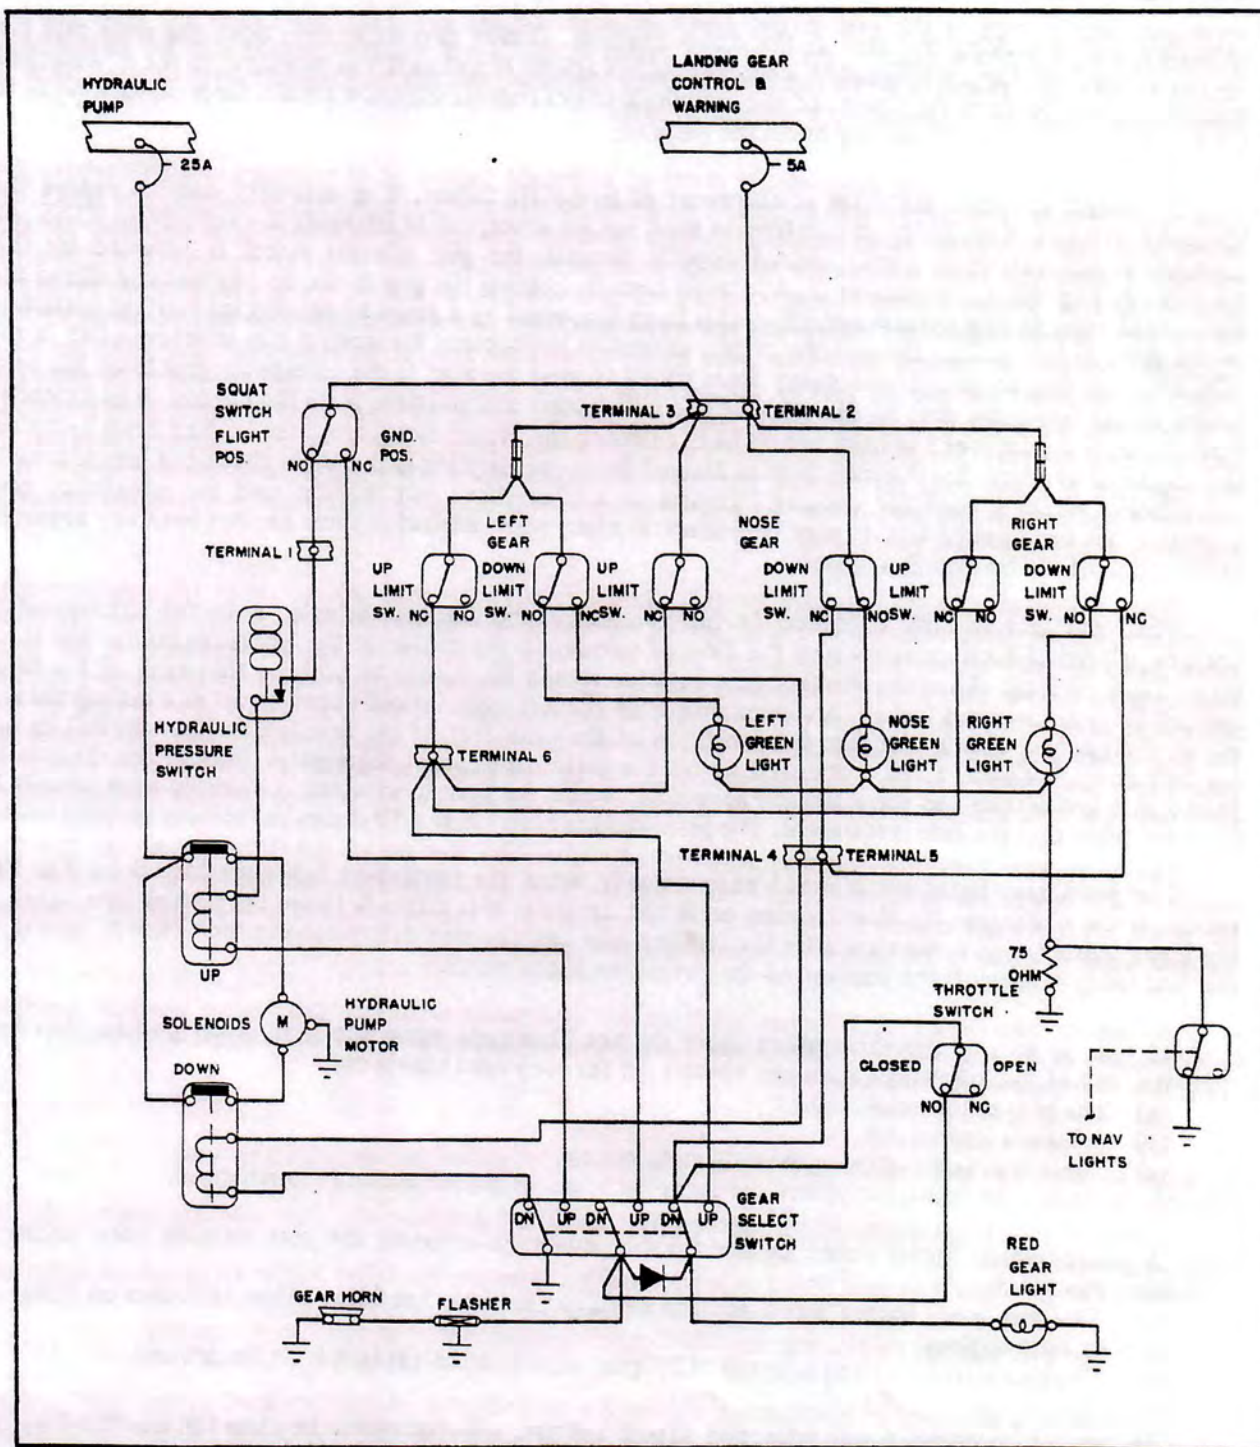 HYDRAULIC
PUMP
25A
LANDING GEAR
CONTROL &
WARNING
5A
SQUAT
SWITCH
FLIGHT
POS.
GND.
POS.
NO
NC
TERMINAL 3
TERMINAL 2
TERMINAL 1
LEFT
GEAR
NOSE
GEAR
RIGHT
GEAR
UP
LIMIT
SW.
NC
NO
DOWN
LIMIT
SW.
NO
NC
UP
LIMIT
SW.
NC
NO
DOWN
LIMIT
SW.
NC
NO
UP
LIMIT
SW.
NC
NO
DOWN
LIMIT
SW.
NO
NC
HYDRAULIC
PRESSURE
SWITCH
TERMINAL 6
LEFT
GREEN
LIGHT
NOSE
GREEN
LIGHT
RIGHT
GREEN
LIGHT
TERMINAL 4
TERMINAL 5
UP
SOLENOIDS
M
HYDRAULIC
PUMP
MOTOR
DOWN
75
OHM
THROTTLE
SWITCH
CLOSED
OPEN
NO
NC
TO NAV
LIGHTS
DN
UP
DN
UP
DN
UP
GEAR
SELECT
SWITCH
GEAR HORN
FLASHER
RED
GEAR
LIGHT